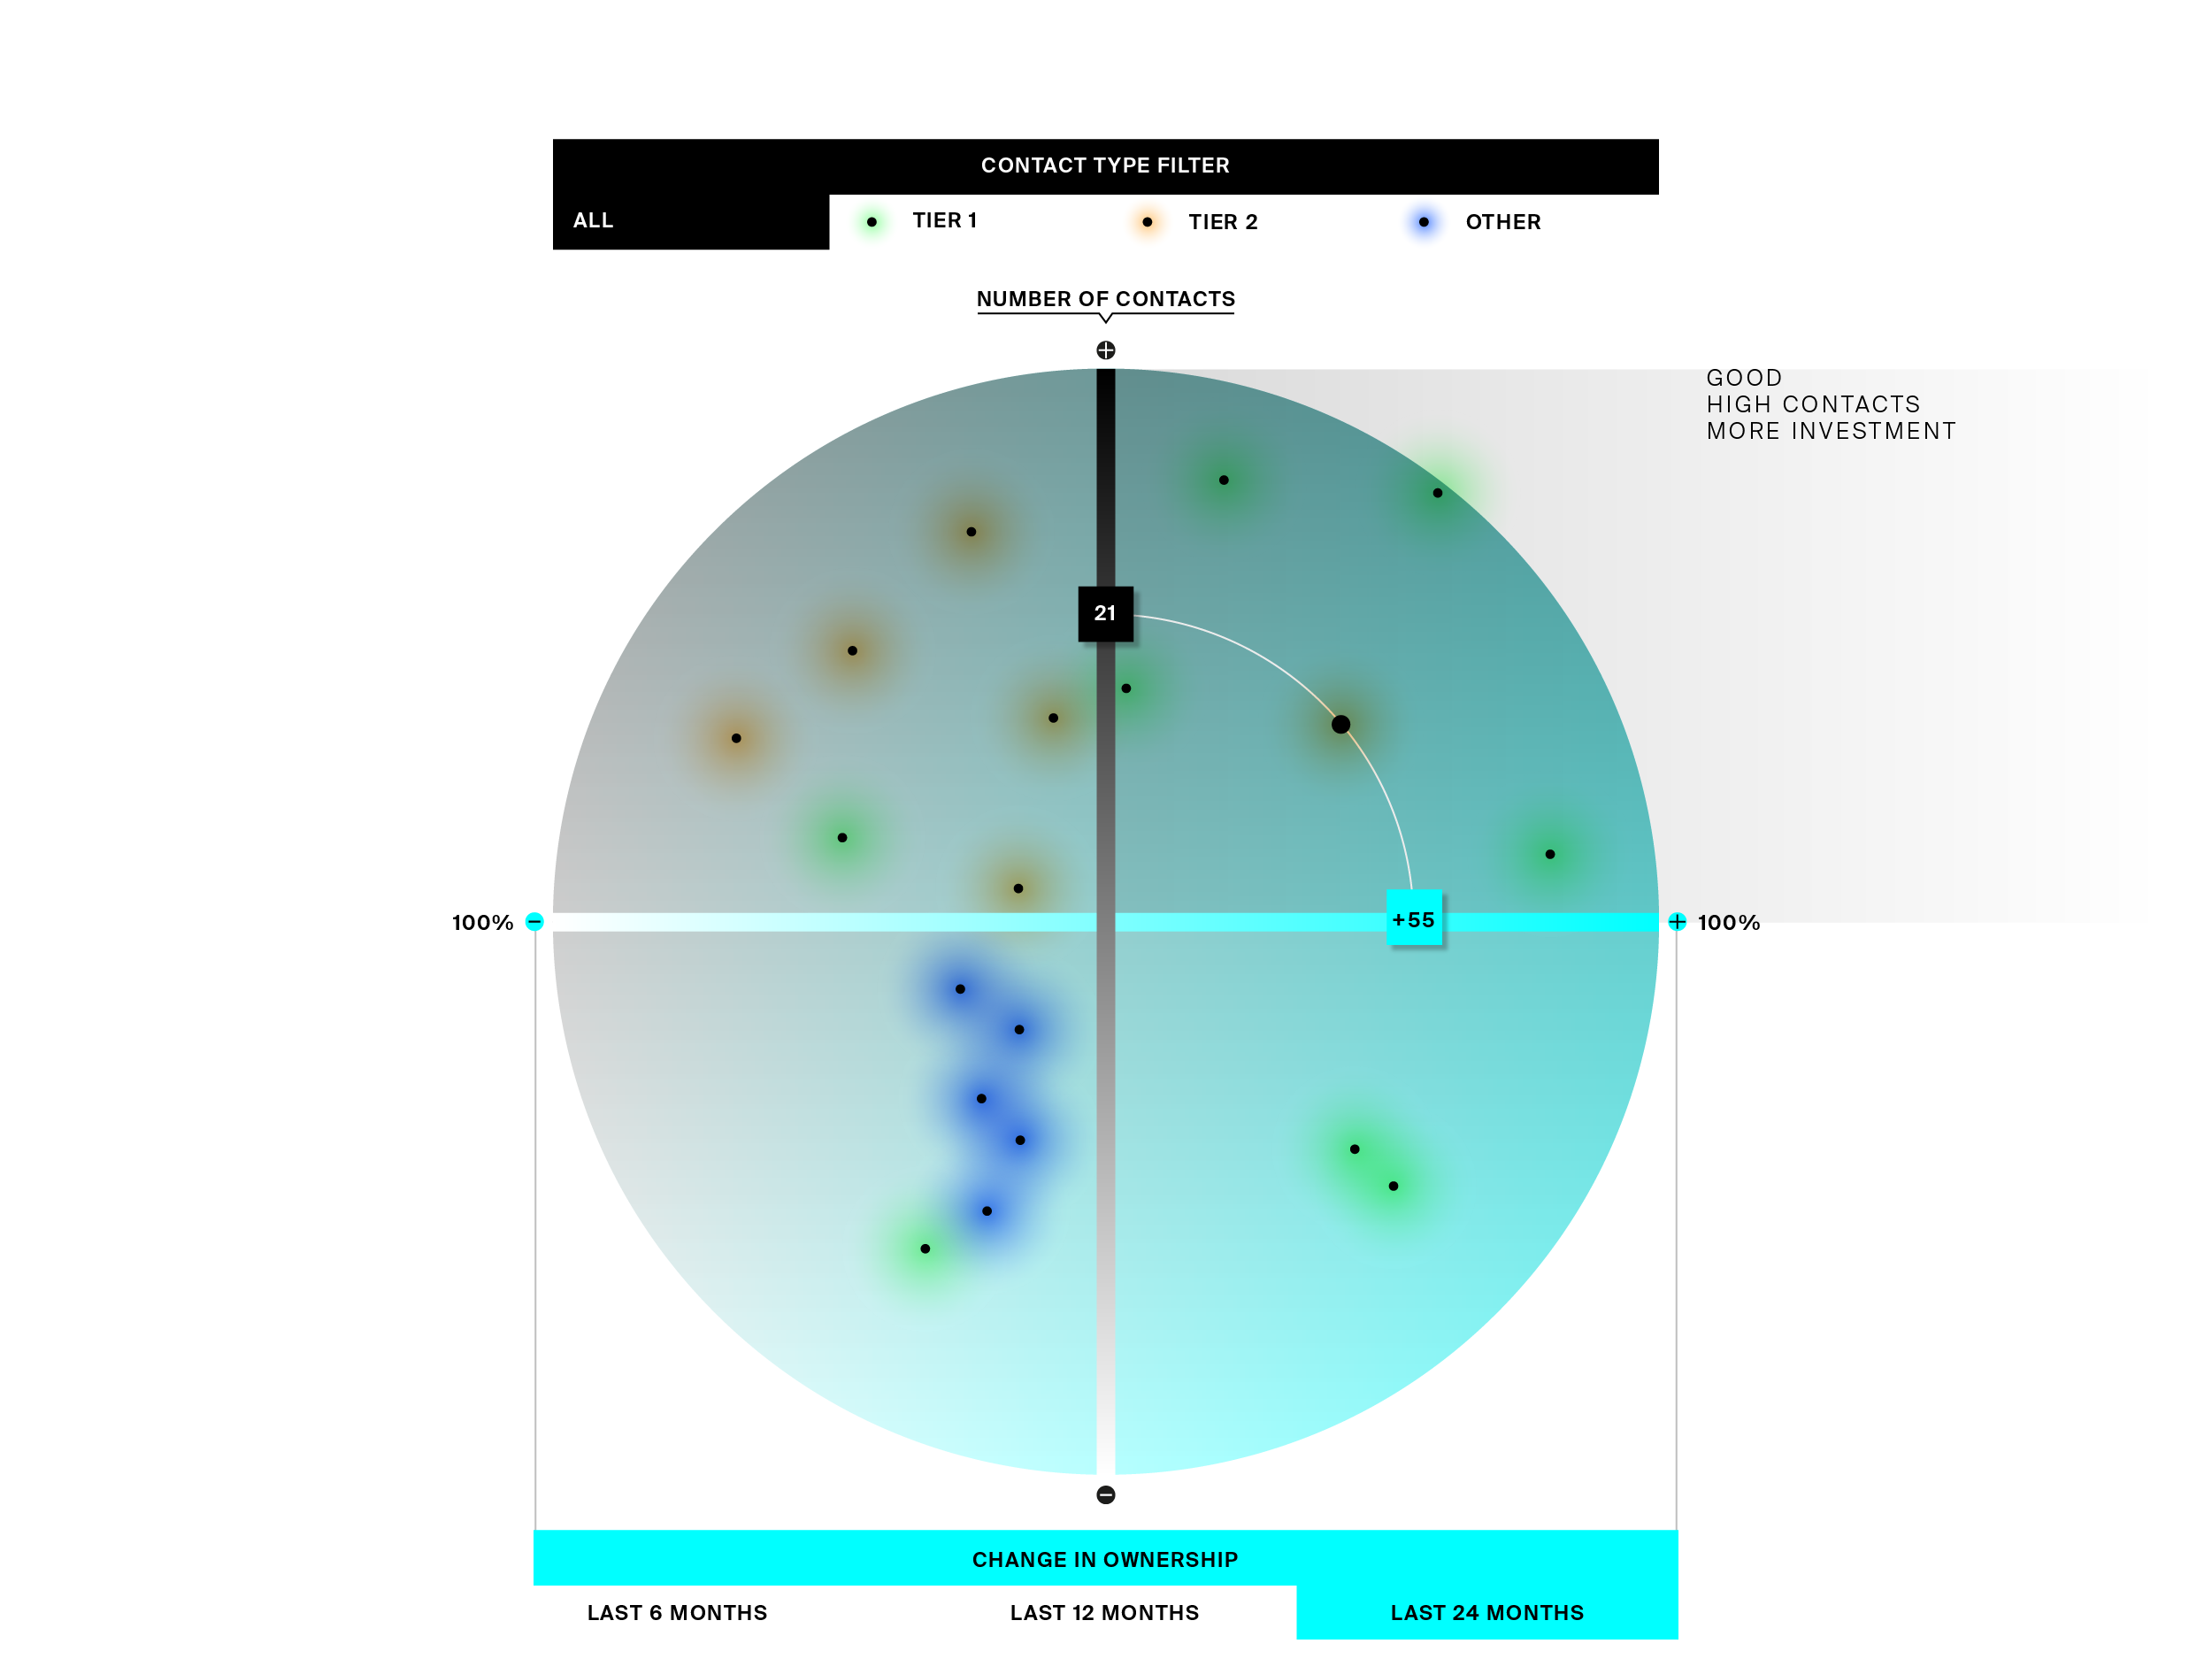 CONTACT TYPE FILTER
ALL
TIER 1
TIER 2
OTHER
NUMBER OF CONTACTS
GOOD
HIGH CONTACTS
MORE INVESTMENT
21
100%
+55
100%
CHANGE IN OWNERSHIP
LAST 6 MONTHS
LAST 12 MONTHS
LAST 24 MONTHS